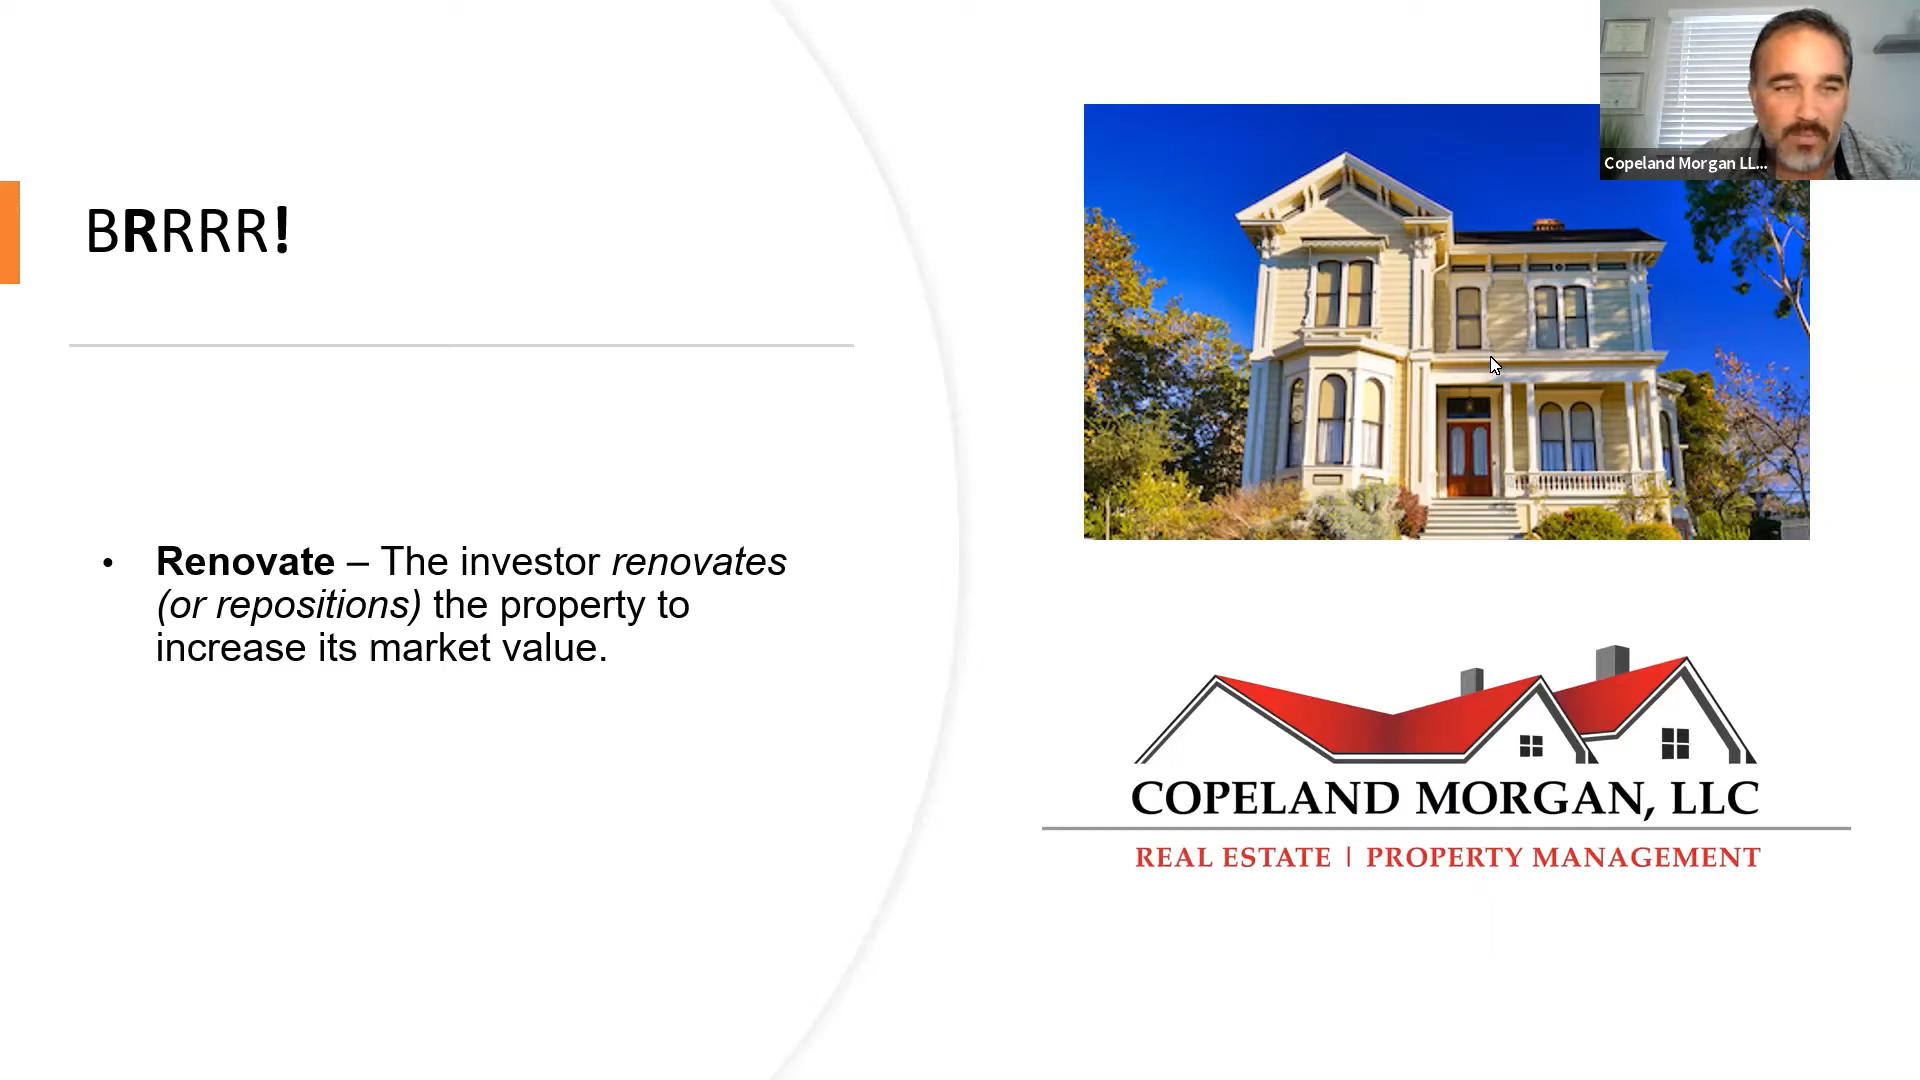 BRRRR!
• Renovate – The investor renovates
(or repositions) the property to
increase its market value.
Copeland Morgan LL...
COPELAND MORGAN, LLC
REAL ESTATE | PROPERTY MANAGEMENT